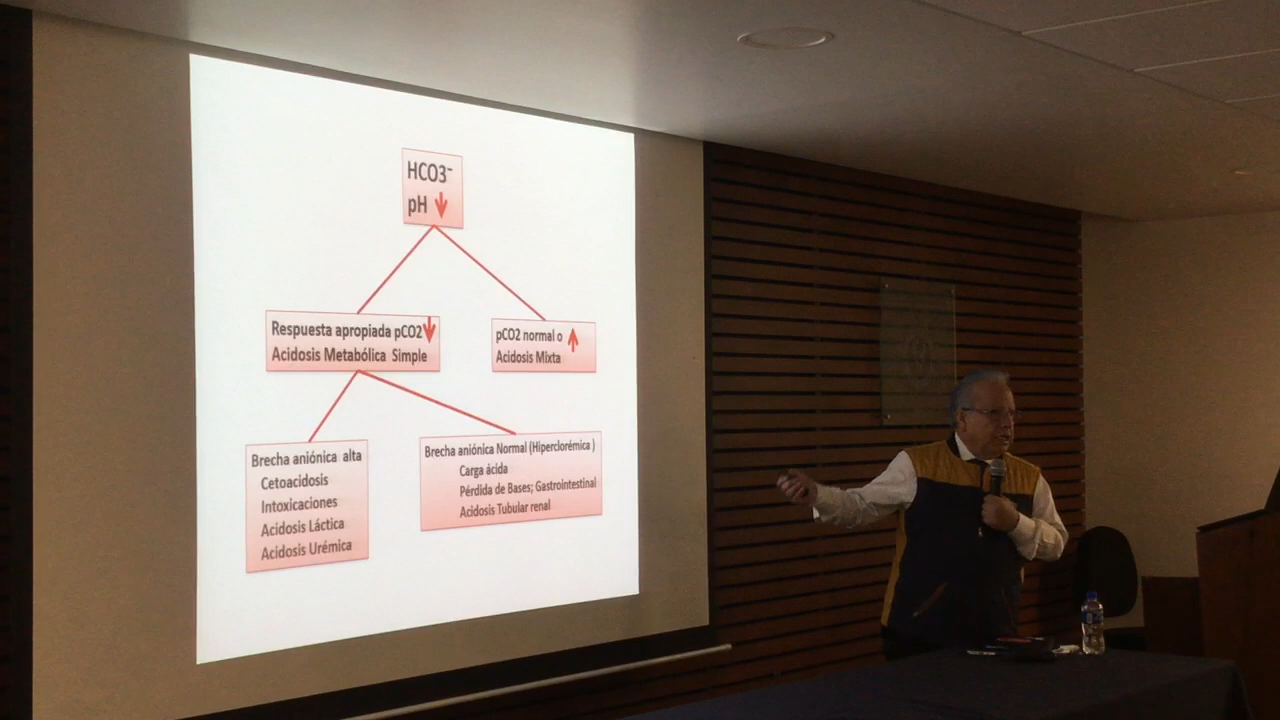 HCO3⁻
pH ↓
Respuesta apropiada pCO2 ↓
Acidosis Metabólica Simple
pCO2 normal o ↑
Acidosis Mixta
Brecha aniónica alta
Cetoacidosis
Intoxicaciones
Acidosis Láctica
Acidosis Urémica
Brecha aniónica Normal (Hiperclorémica )
Carga ácida
Pérdida de Bases; Gastrointestinal
Acidosis Tubular renal